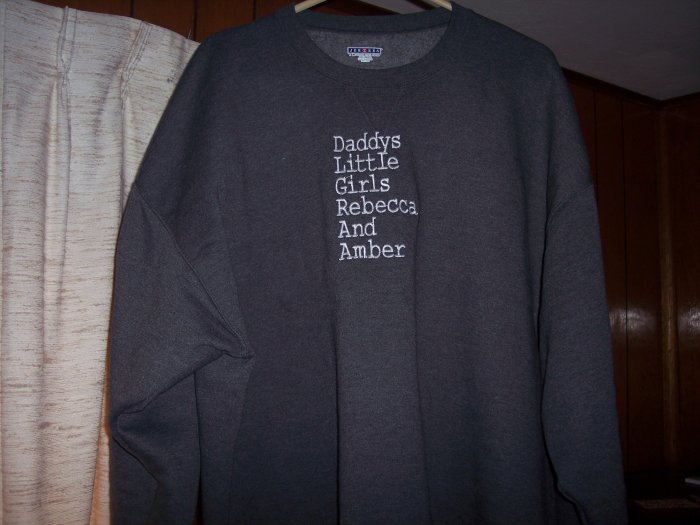 Daddys
Little
Girls
Rebecca
And
Amber